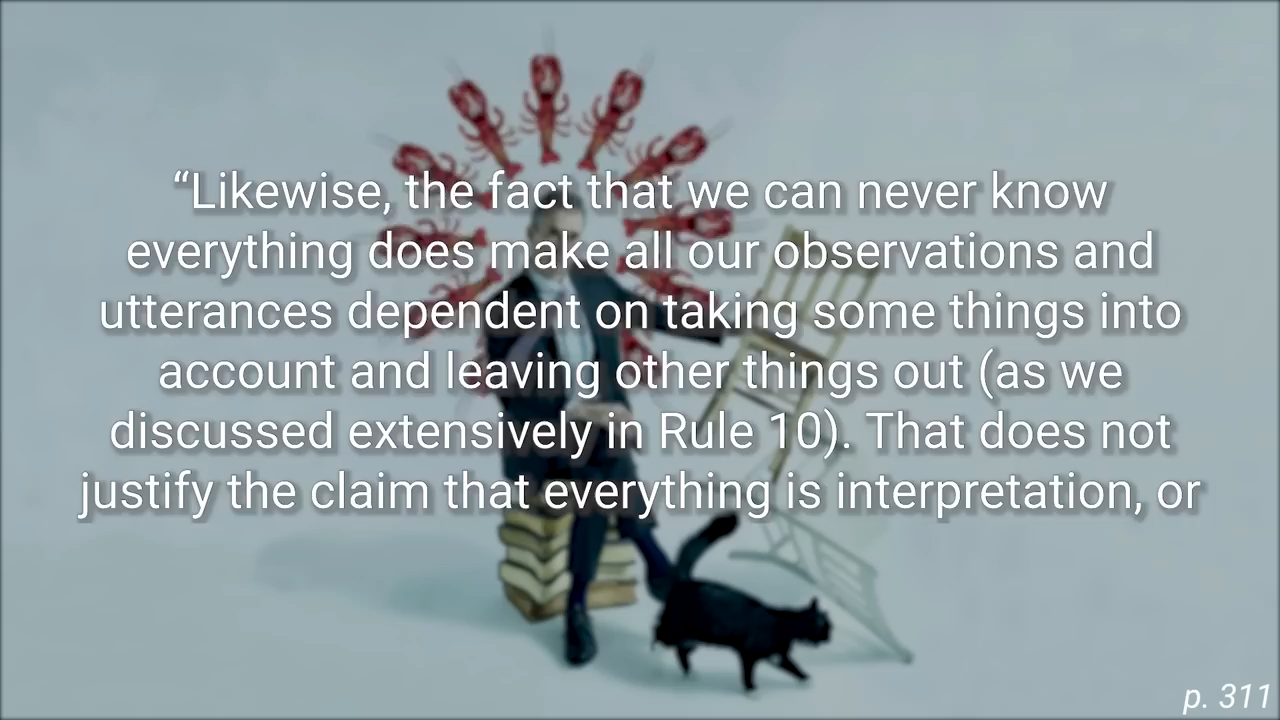 “Likewise, the fact that we can never know
everything does make all our observations and
utterances dependent on taking some things into
account and leaving other things out (as we
discussed extensively in Rule 10). That does not
justify the claim that everything is interpretation, or
p. 311